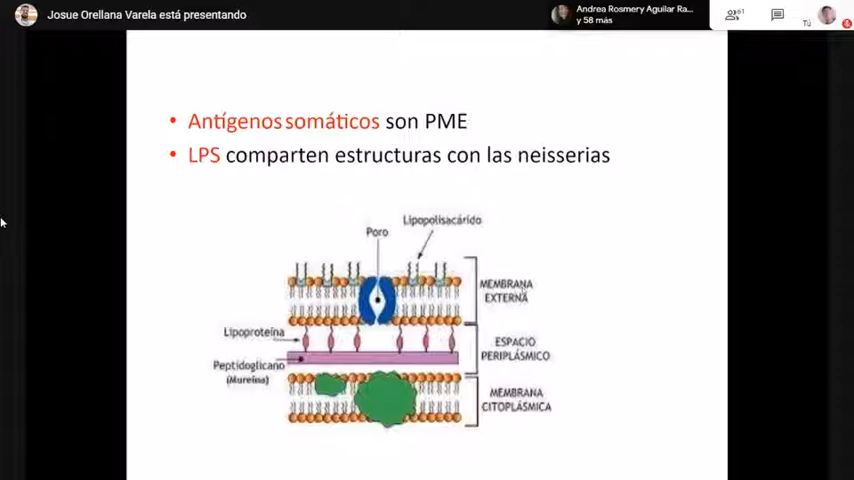 Josue Orellana Varela está presentando
Andrea Rosmery Aguilar Ra...
y 58 más
61
Tú
• Antígenos somáticos son PME
• LPS comparten estructuras con las neisserias
Lipopolisacárido
Poro
MEMBRANA
EXTERNA
Lipoproteína
ESPACIO
PERIPLÁSMICO
Peptidoglicano
(Mureína)
MEMBRANA
CITOPLÁSMICA